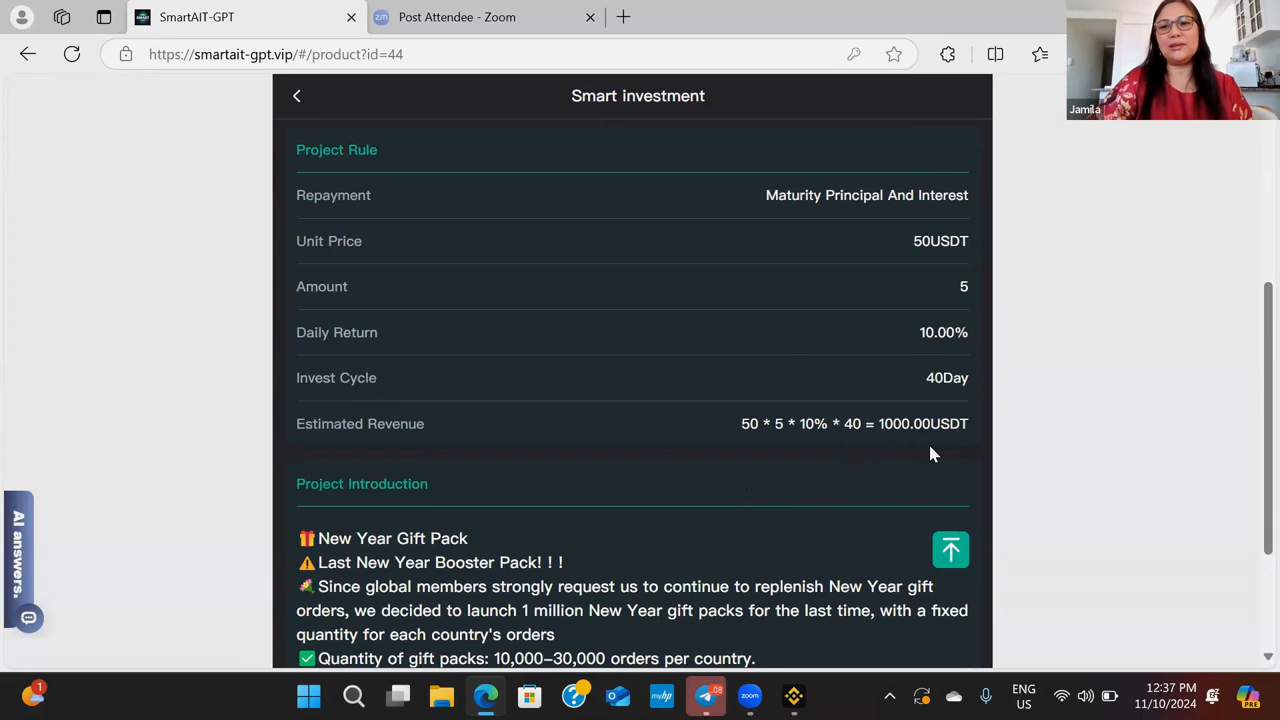 SmartAIT-GPT
Post Attendee - Zoom
https://smartait-gpt.vip/#/product?id=44
Jamila
Smart investment
Project Rule
Repayment Maturity Principal And Interest
Unit Price 50USDT
Amount 5
Daily Return 10.00%
Invest Cycle 40Day
Estimated Revenue 50 * 5 * 10% * 40 = 1000.00USDT
Project Introduction
🎁New Year Gift Pack
⚠️Last New Year Booster Pack! ! !
💐Since global members strongly request us to continue to replenish New Year gift
orders, we decided to launch 1 million New Year gift packs for the last time, with a fixed
quantity for each country's orders
✅Quantity of gift packs: 10,000-30,000 orders per country.
AI answers.
1
myhp
08
zoom
ENG
US
12:37 PM
11/10/2024
PRE